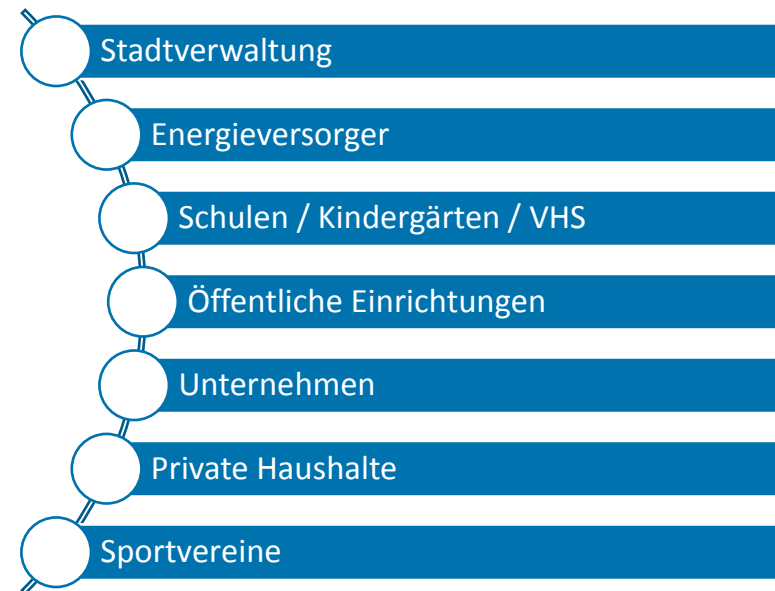 Stadtverwaltung
Energieversorger
Schulen / Kindergärten / VHS
Öffentliche Einrichtungen
Unternehmen
Private Haushalte
Sportvereine